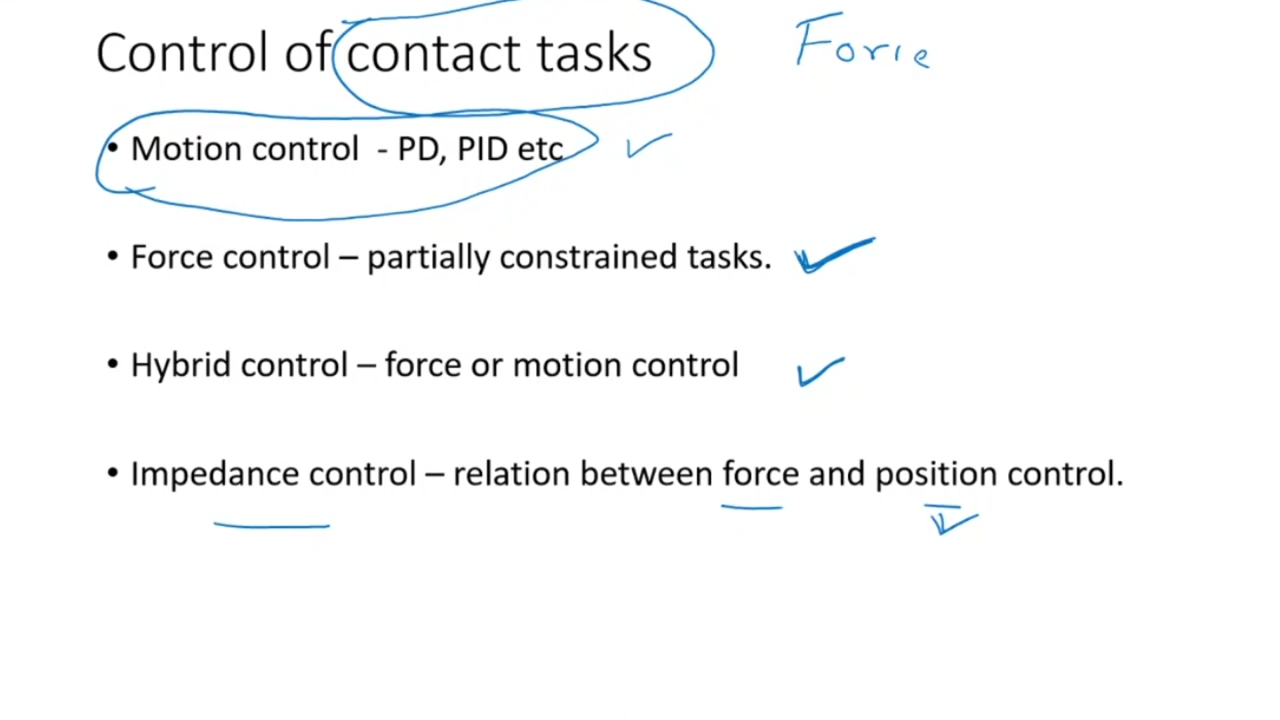 Control of contact tasks Force
• Motion control - PD, PID etc
• Force control – partially constrained tasks.
• Hybrid control – force or motion control
• Impedance control – relation between force and position control.